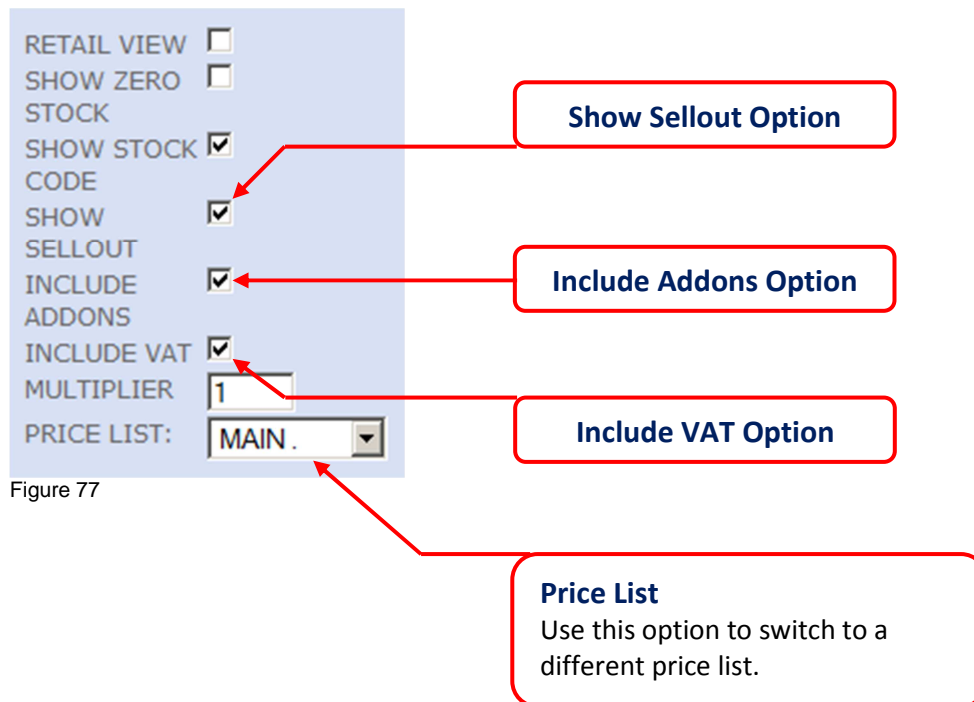 RETAIL VIEW
SHOW ZERO
STOCK
SHOW STOCK
CODE
SHOW
SELLOUT
INCLUDE
ADDONS
INCLUDE VAT
MULTIPLIER 1
PRICE LIST: MAIN .
Figure 77
Show Sellout Option
Include Addons Option
Include VAT Option
Price List
Use this option to switch to a
different price list.